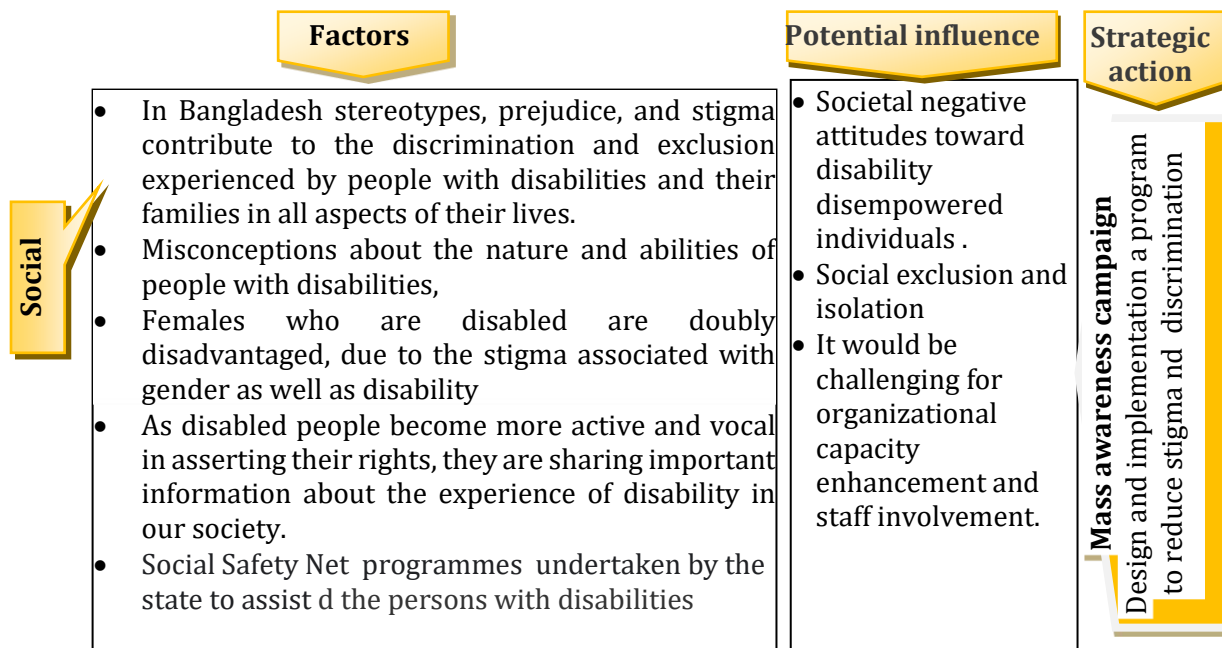 Factors
Potential influence
Strategic
action
Social
• In Bangladesh stereotypes, prejudice, and stigma
contribute to the discrimination and exclusion
experienced by people with disabilities and their
families in all aspects of their lives.
• Misconceptions about the nature and abilities of
people with disabilities,
• Females who are disabled are doubly
disadvantaged, due to the stigma associated with
gender as well as disability
• As disabled people become more active and vocal
in asserting their rights, they are sharing important
information about the experience of disability in
our society.
• Social Safety Net programmes undertaken by the
state to assist d the persons with disabilities
• Societal negative
attitudes toward
disability
disempowered
individuals .
• Social exclusion and
isolation
• It would be
challenging for
organizational
capacity
enhancement and
staff involvement.
Mass awareness campaign
Design and implementation a program
to reduce stigma nd discrimination